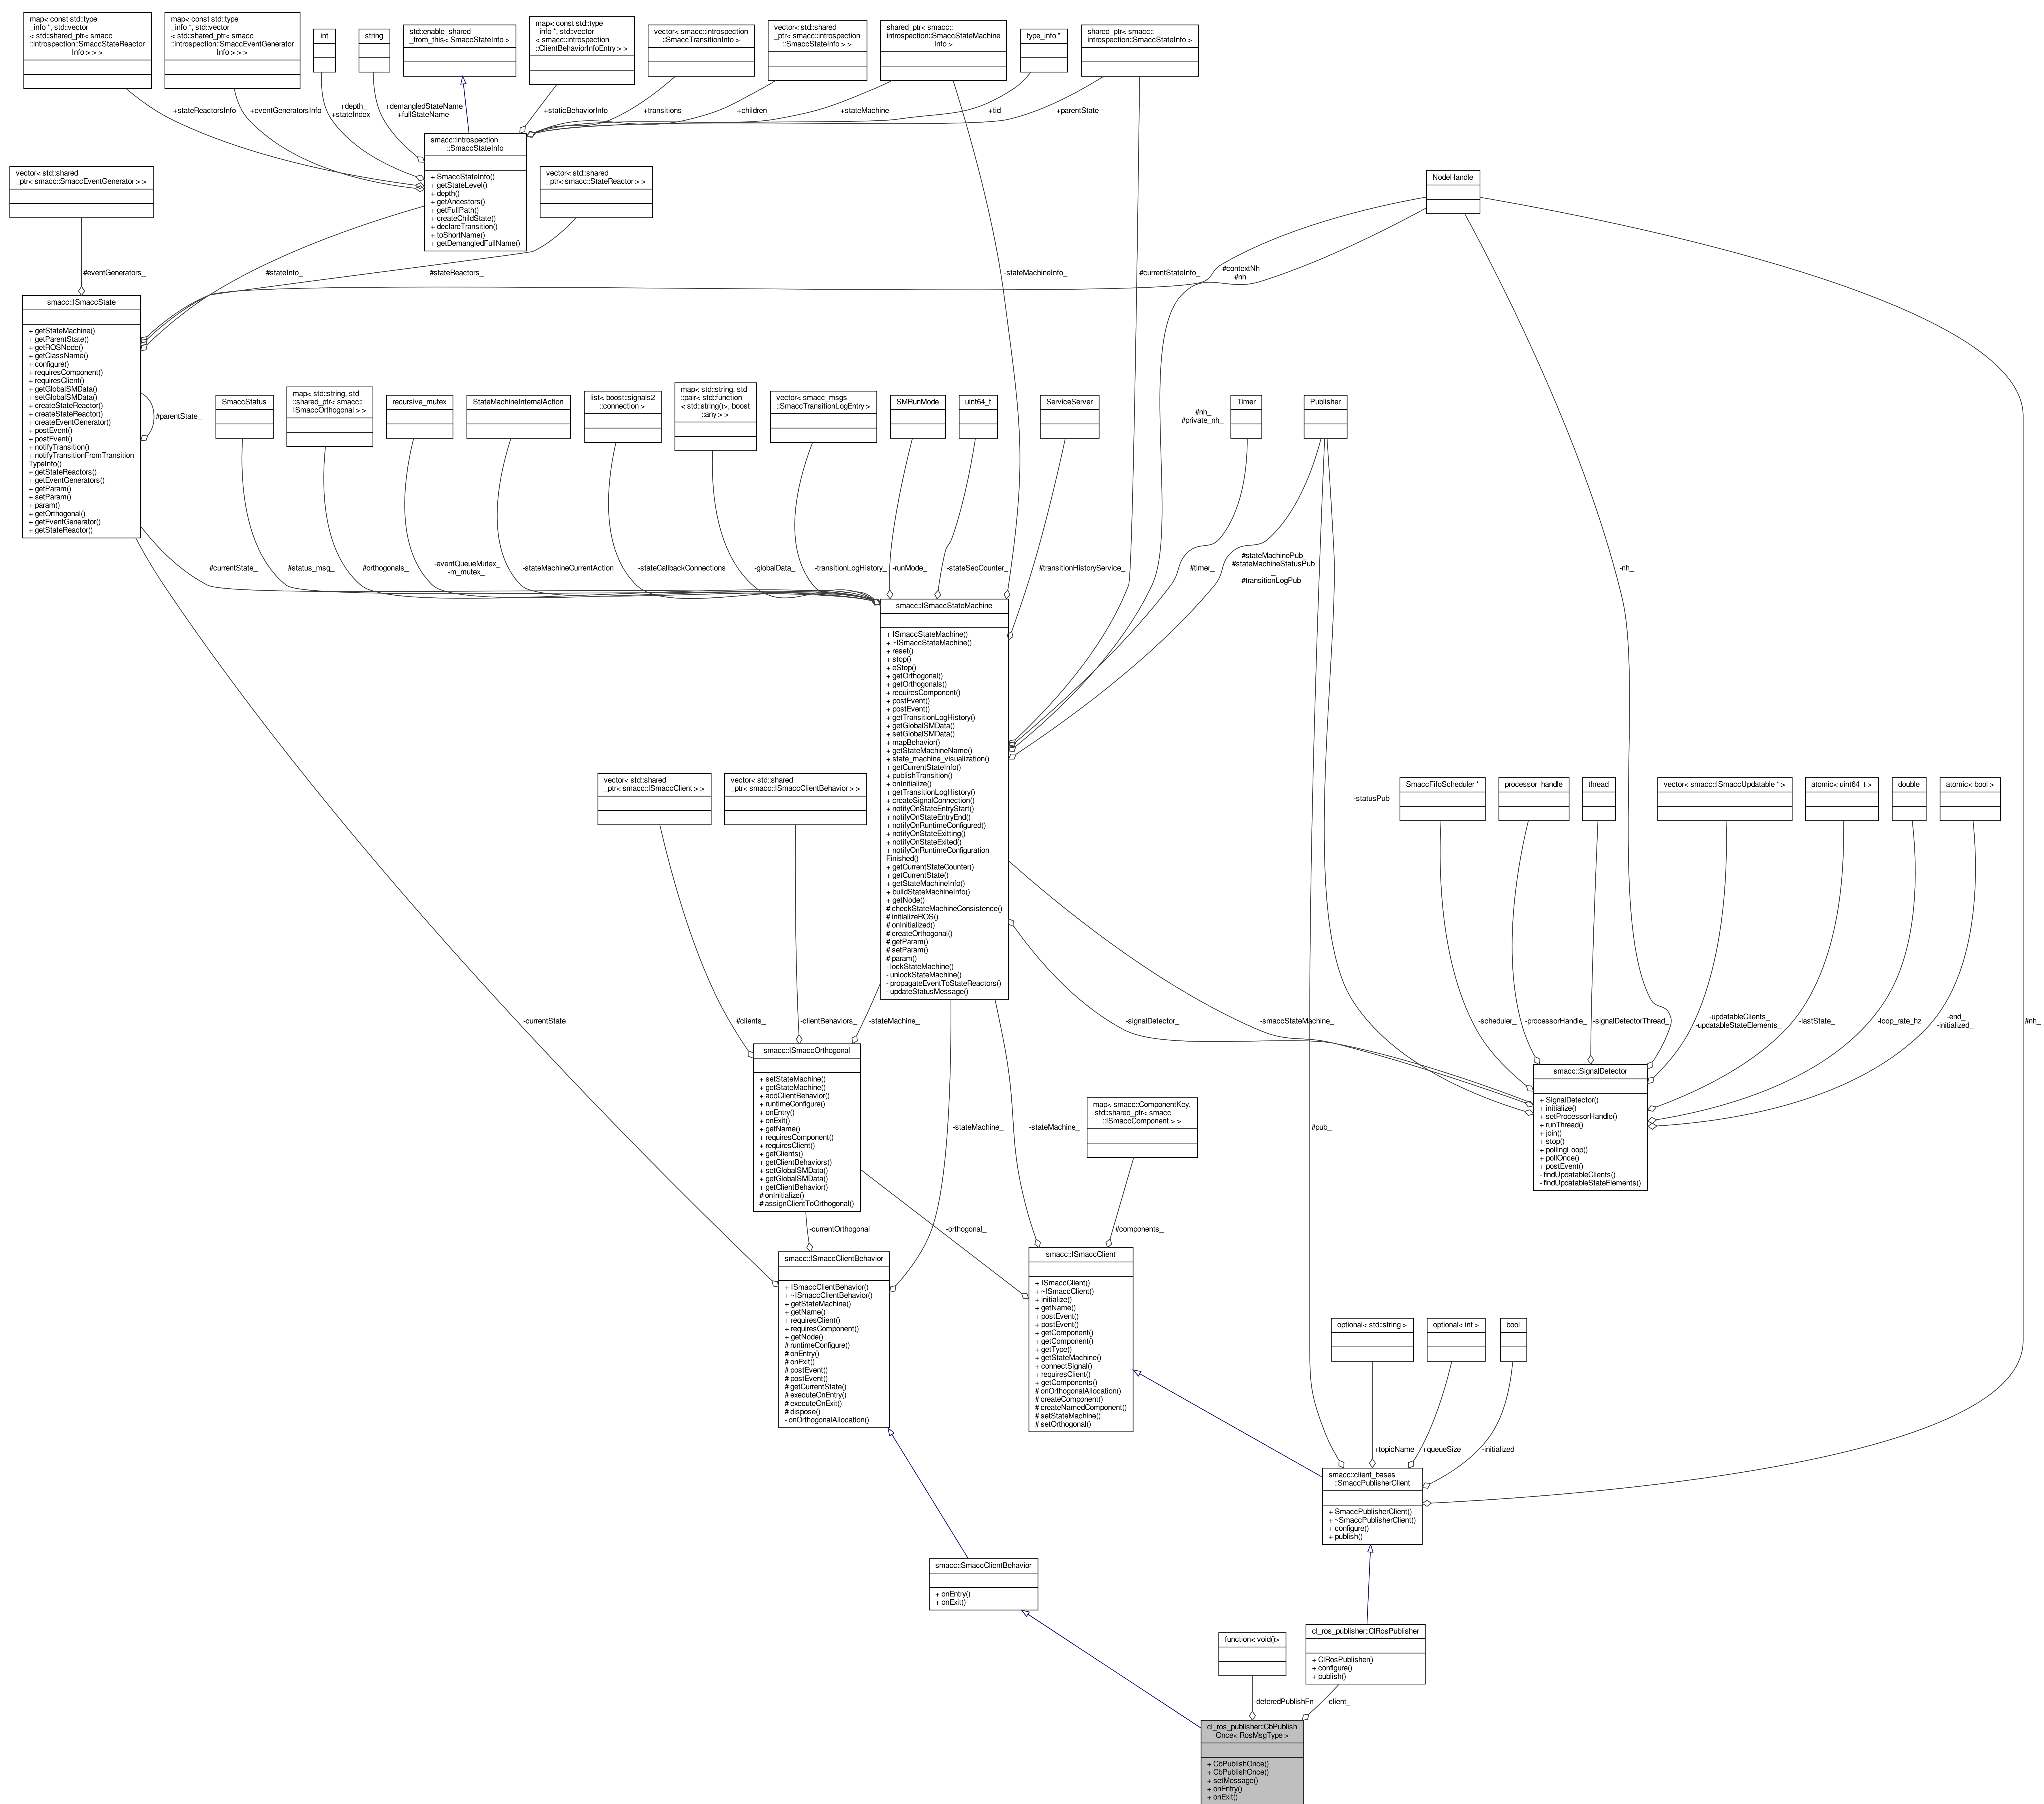 map< const std::type
_info *, std::vector
< std::shared_ptr< smacc
::introspection::SmaccStateReactor
Info > > >
map< const std::type
_info *, std::vector
< std::shared_ptr< smacc
::introspection::SmaccEventGenerator
Info > > >
int
string
std::enable_shared
_from_this< SmaccStateInfo >
map< const std::type
_info *, std::vector
< smacc::introspection
::ClientBehaviorInfoEntry > >
vector< smacc::introspection
::SmaccTransitionInfo >
vector< std::shared
_ptr< smacc::introspection
::SmaccStateInfo > >
shared_ptr< smacc::
introspection::SmaccStateMachine
Info >
type_info *
shared_ptr< smacc::
introspection::SmaccStateInfo >
+stateReactorsInfo
+eventGeneratorsInfo
+depth_
+stateIndex_
+demangledStateName
+fullStateName
+staticBehaviorInfo
+transitions_
+children_
+stateMachine_
+tid_
+parentState_
smacc::introspection
::SmaccStateInfo
+ SmaccStateInfo()
+ getStateLevel()
+ depth()
+ getAncestors()
+ getFullPath()
+ createChildState()
+ declareTransition()
+ toShortName()
+ getDemangledFullName()
vector< std::shared
_ptr< smacc::SmaccEventGenerator > >
vector< std::shared
_ptr< smacc::StateReactor > >
NodeHandle
#eventGenerators_
#stateInfo_
#stateReactors_
-stateMachineInfo_
#currentStateInfo_
#contextNh
#nh
smacc::ISmaccState
+ getStateMachine()
+ getParentState()
+ getROSNode()
+ getClassName()
+ configure()
+ requiresComponent()
+ requiresClient()
+ getGlobalSMData()
+ setGlobalSMData()
+ createStateReactor()
+ createStateReactor()
+ createEventGenerator()
+ postEvent()
+ postEvent()
+ notifyTransition()
+ notifyTransitionFromTransition
TypeInfo()
+ getStateReactors()
+ getEventGenerators()
+ getParam()
+ setParam()
+ param()
+ getOrthogonal()
+ getEventGenerator()
+ getStateReactor()
#parentState_
SmaccStatus
map< std::string, std
::shared_ptr< smacc::
ISmaccOrthogonal > >
recursive_mutex
StateMachineInternalAction
list< boost::signals2
::connection >
map< std::string, std
::pair< std::function
< std::string()>, boost
::any > >
vector< smacc_msgs
::SmaccTransitionLogEntry >
SMRunMode
uint64_t
ServiceServer
#nh_
#private_nh_
Timer
Publisher
#currentState_
#status_msg_
#orthogonals_
-eventQueueMutex_
-m_mutex_
-stateMachineCurrentAction
-stateCallbackConnections
-globalData_
-transitionLogHistory_
-runMode_
-stateSeqCounter_
#transitionHistoryService_
#timer_
#stateMachinePub_
#stateMachineStatusPub
_
#transitionLogPub_
-nh_
smacc::ISmaccStateMachine
+ ISmaccStateMachine()
+ ~ISmaccStateMachine()
+ reset()
+ stop()
+ eStop()
+ getOrthogonal()
+ getOrthogonals()
+ requiresComponent()
+ postEvent()
+ postEvent()
+ getTransitionLogHistory()
+ getGlobalSMData()
+ setGlobalSMData()
+ mapBehavior()
+ getStateMachineName()
+ state_machine_visualization()
+ getCurrentStateInfo()
+ publishTransition()
+ onInitialize()
+ getTransitionLogHistory()
+ createSignalConnection()
+ notifyOnStateEntryStart()
+ notifyOnStateEntryEnd()
+ notifyOnRuntimeConfigured()
+ notifyOnStateExitting()
+ notifyOnStateExited()
+ notifyOnRuntimeConfiguration
Finished()
+ getCurrentStateCounter()
+ getCurrentState()
+ getStateMachineInfo()
+ buildStateMachineInfo()
+ getNode()
# checkStateMachineConsistence()
# initializeROS()
# onInitialized()
# createOrthogonal()
# getParam()
# setParam()
# param()
- lockStateMachine()
- unlockStateMachine()
- propagateEventToStateReactors()
- updateStatusMessage()
vector< std::shared
_ptr< smacc::ISmaccClient > >
vector< std::shared
_ptr< smacc::ISmaccClientBehavior > >
-statusPub_
SmaccFifoScheduler *
processor_handle
thread
vector< smacc::ISmaccUpdatable * >
atomic< uint64_t >
double
atomic< bool >
-currentState
#clients_
-clientBehaviors_
-stateMachine_
-signalDetector_
-smaccStateMachine_
-scheduler_
-processorHandle_
-signalDetectorThread_
-updatableClients_
-updatableStateElements_
-lastState_
-loop_rate_hz
-end_
-initialized_
#nh_
smacc::ISmaccOrthogonal
+ setStateMachine()
+ getStateMachine()
+ addClientBehavior()
+ runtimeConfigure()
+ onEntry()
+ onExit()
+ getName()
+ requiresComponent()
+ requiresClient()
+ getClients()
+ getClientBehaviors()
+ setGlobalSMData()
+ getGlobalSMData()
+ getClientBehavior()
# onInitialize()
# assignClientToOrthogonal()
smacc::SignalDetector
+ SignalDetector()
+ initialize()
+ setProcessorHandle()
+ runThread()
+ join()
+ stop()
+ pollingLoop()
+ pollOnce()
+ postEvent()
- findUpdatableClients()
- findUpdatableStateElements()
-stateMachine_
-stateMachine_
map< smacc::ComponentKey,
std::shared_ptr< smacc
::ISmaccComponent > >
#pub_
-currentOrthogonal
-orthogonal_
#components_
smacc::ISmaccClientBehavior
+ ISmaccClientBehavior()
+ ~ISmaccClientBehavior()
+ getStateMachine()
+ getName()
+ requiresClient()
+ requiresComponent()
+ getNode()
# runtimeConfigure()
# onEntry()
# onExit()
# postEvent()
# postEvent()
# getCurrentState()
# executeOnEntry()
# executeOnExit()
# dispose()
- onOrthogonalAllocation()
smacc::ISmaccClient
+ ISmaccClient()
+ ~ISmaccClient()
+ initialize()
+ getName()
+ postEvent()
+ postEvent()
+ getComponent()
+ getComponent()
+ getType()
+ getStateMachine()
+ connectSignal()
+ requiresClient()
+ getComponents()
# onOrthogonalAllocation()
# createComponent()
# createNamedComponent()
# setStateMachine()
# setOrthogonal()
optional< std::string >
optional< int >
bool
+topicName
+queueSize
-initialized_
smacc::client_bases
::SmaccPublisherClient
+ SmaccPublisherClient()
+ ~SmaccPublisherClient()
+ configure()
+ publish()
smacc::SmaccClientBehavior
+ onEntry()
+ onExit()
function< void()>
cl_ros_publisher::ClRosPublisher
+ ClRosPublisher()
+ configure()
+ publish()
-deferedPublishFn
-client_
cl_ros_publisher::CbPublish
Once< RosMsgType >
+ CbPublishOnce()
+ CbPublishOnce()
+ setMessage()
+ onEntry()
+ onExit()